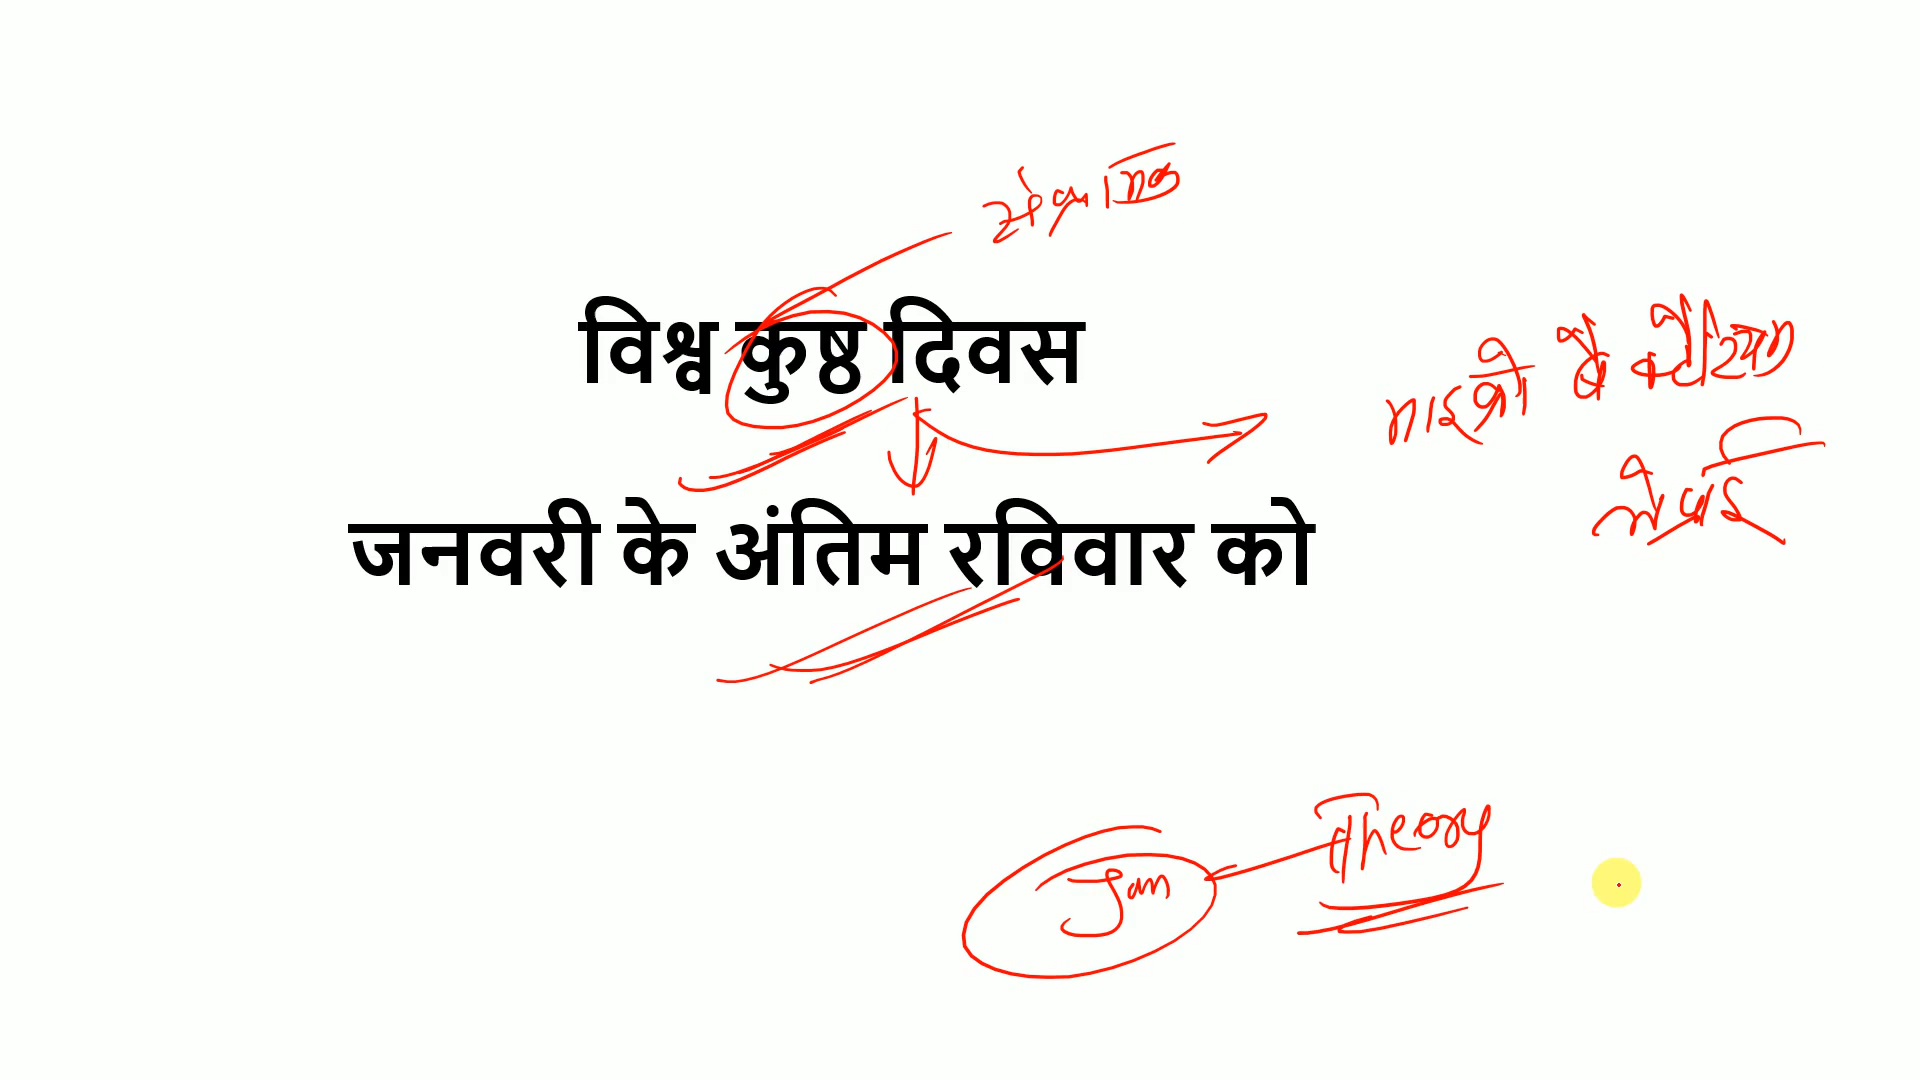 संक्रामक
विश्व कुष्ठ दिवस
माइको बैक्टीरियम
लेप्राई
जनवरी के अंतिम रविवार को
Theory
Jan